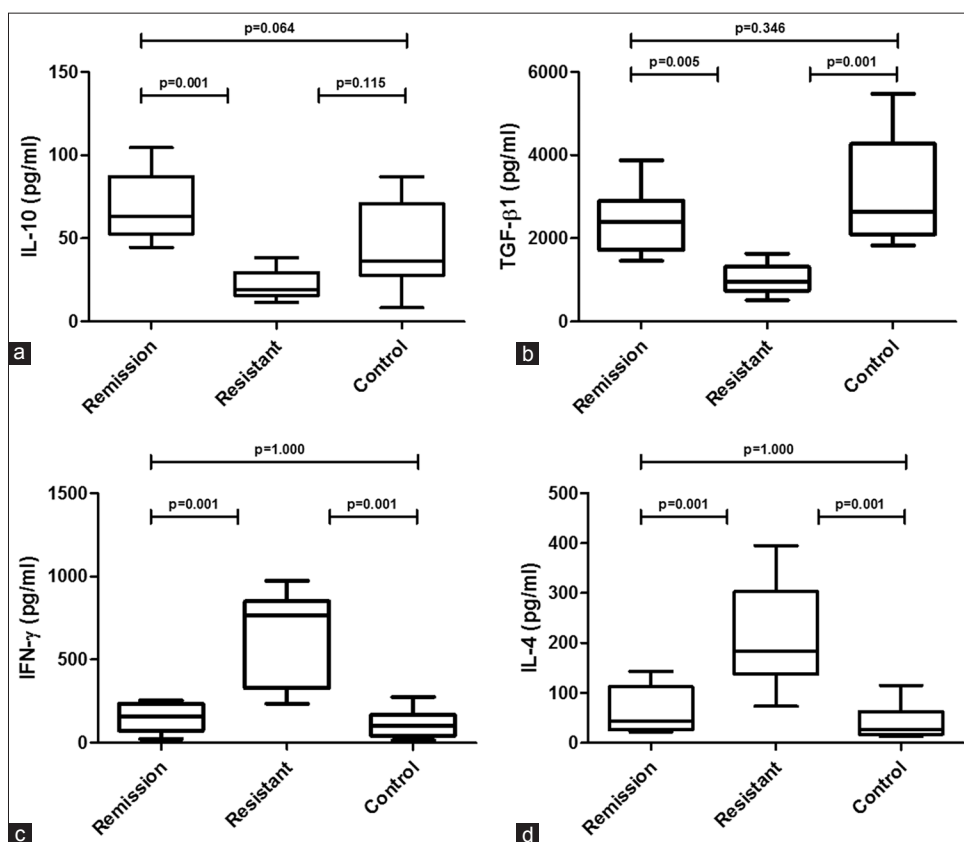 p=0.064
p=0.001
p=0.115
IL-10 (pg/ml)
150
100
50
0
Remission
Resistant
Control
a
p=0.346
p=0.005
p=0.001
TGF-β1 (pg/ml)
6000
4000
2000
0
Remission
Resistant
Control
b
p=1.000
p=0.001
p=0.001
IFN-γ (pg/ml)
1500
1000
500
0
Remission
Resistant
Control
c
p=1.000
p=0.001
p=0.001
IL-4 (pg/ml)
500
400
300
200
100
0
Remission
Resistant
Control
d